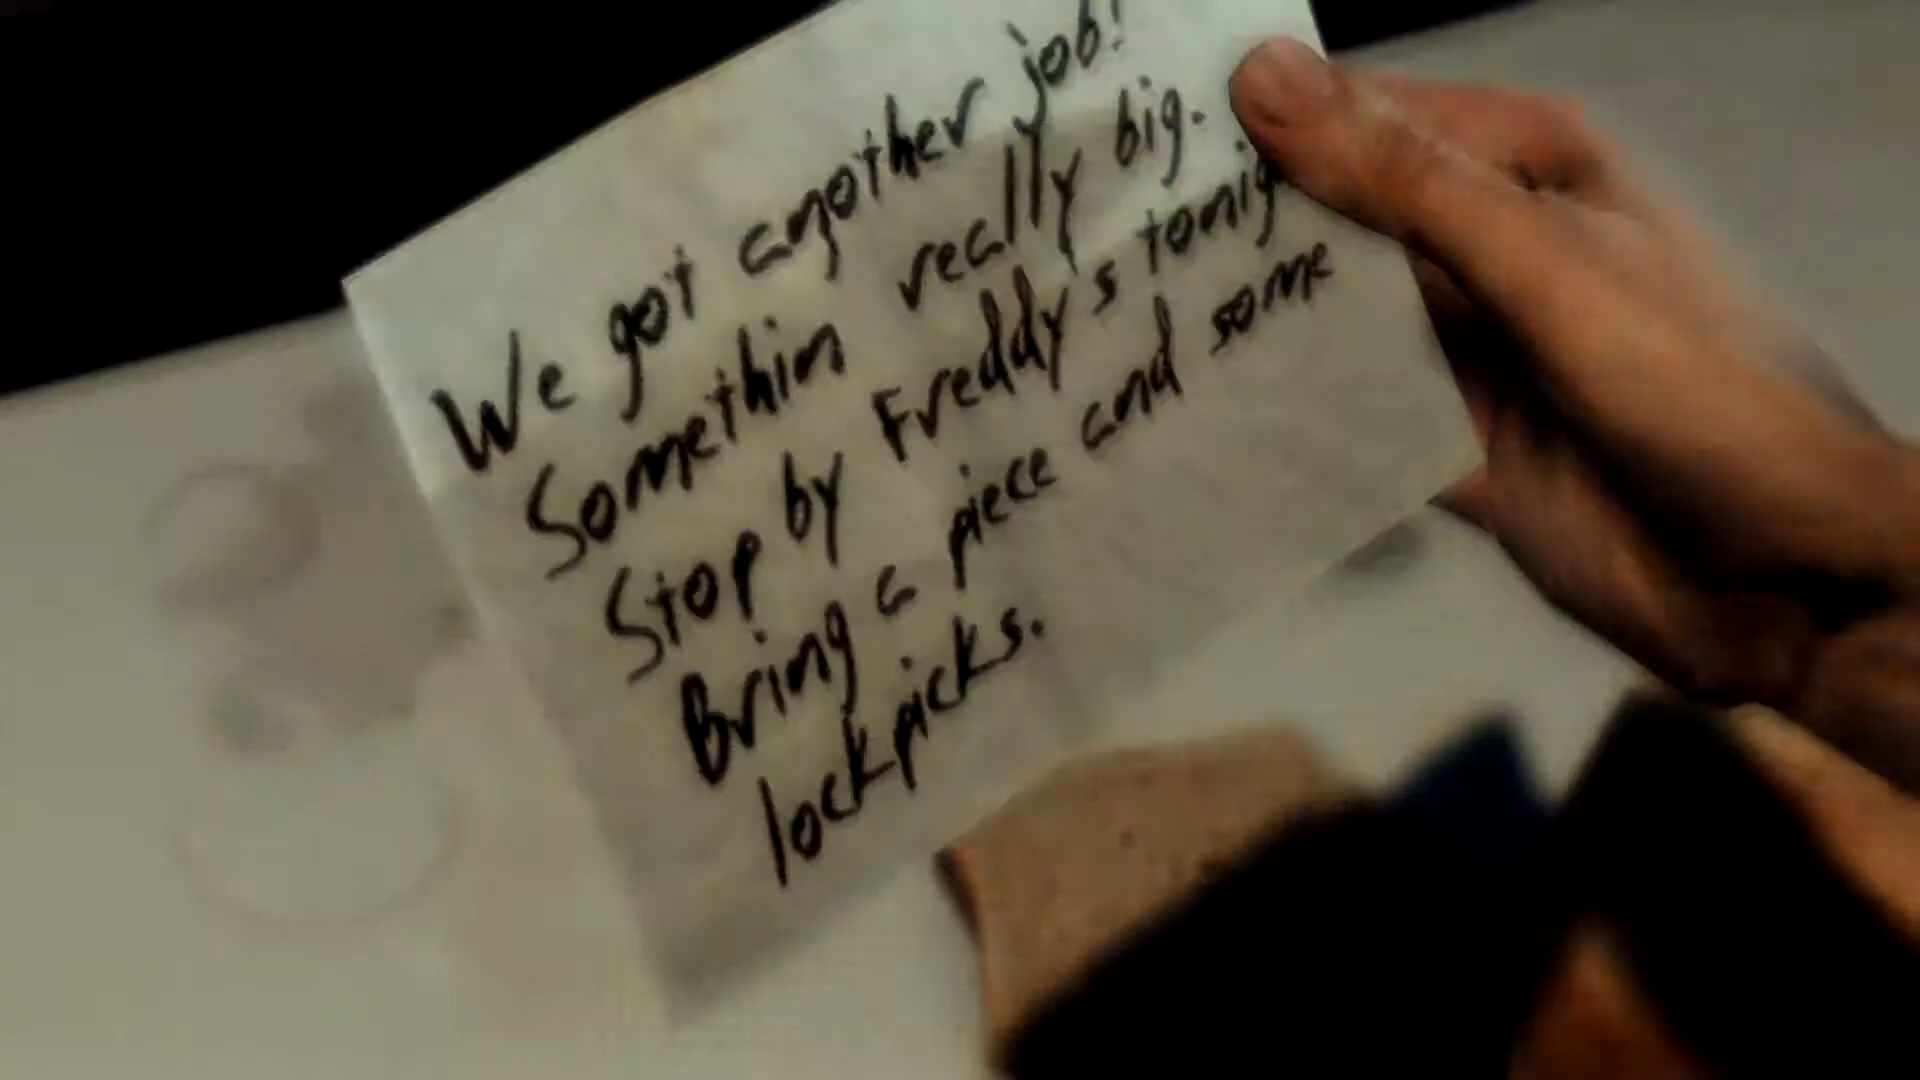 We got another job!
Somethin really big.
Stop by Freddy's
Bring a piece and some
lockpicks.